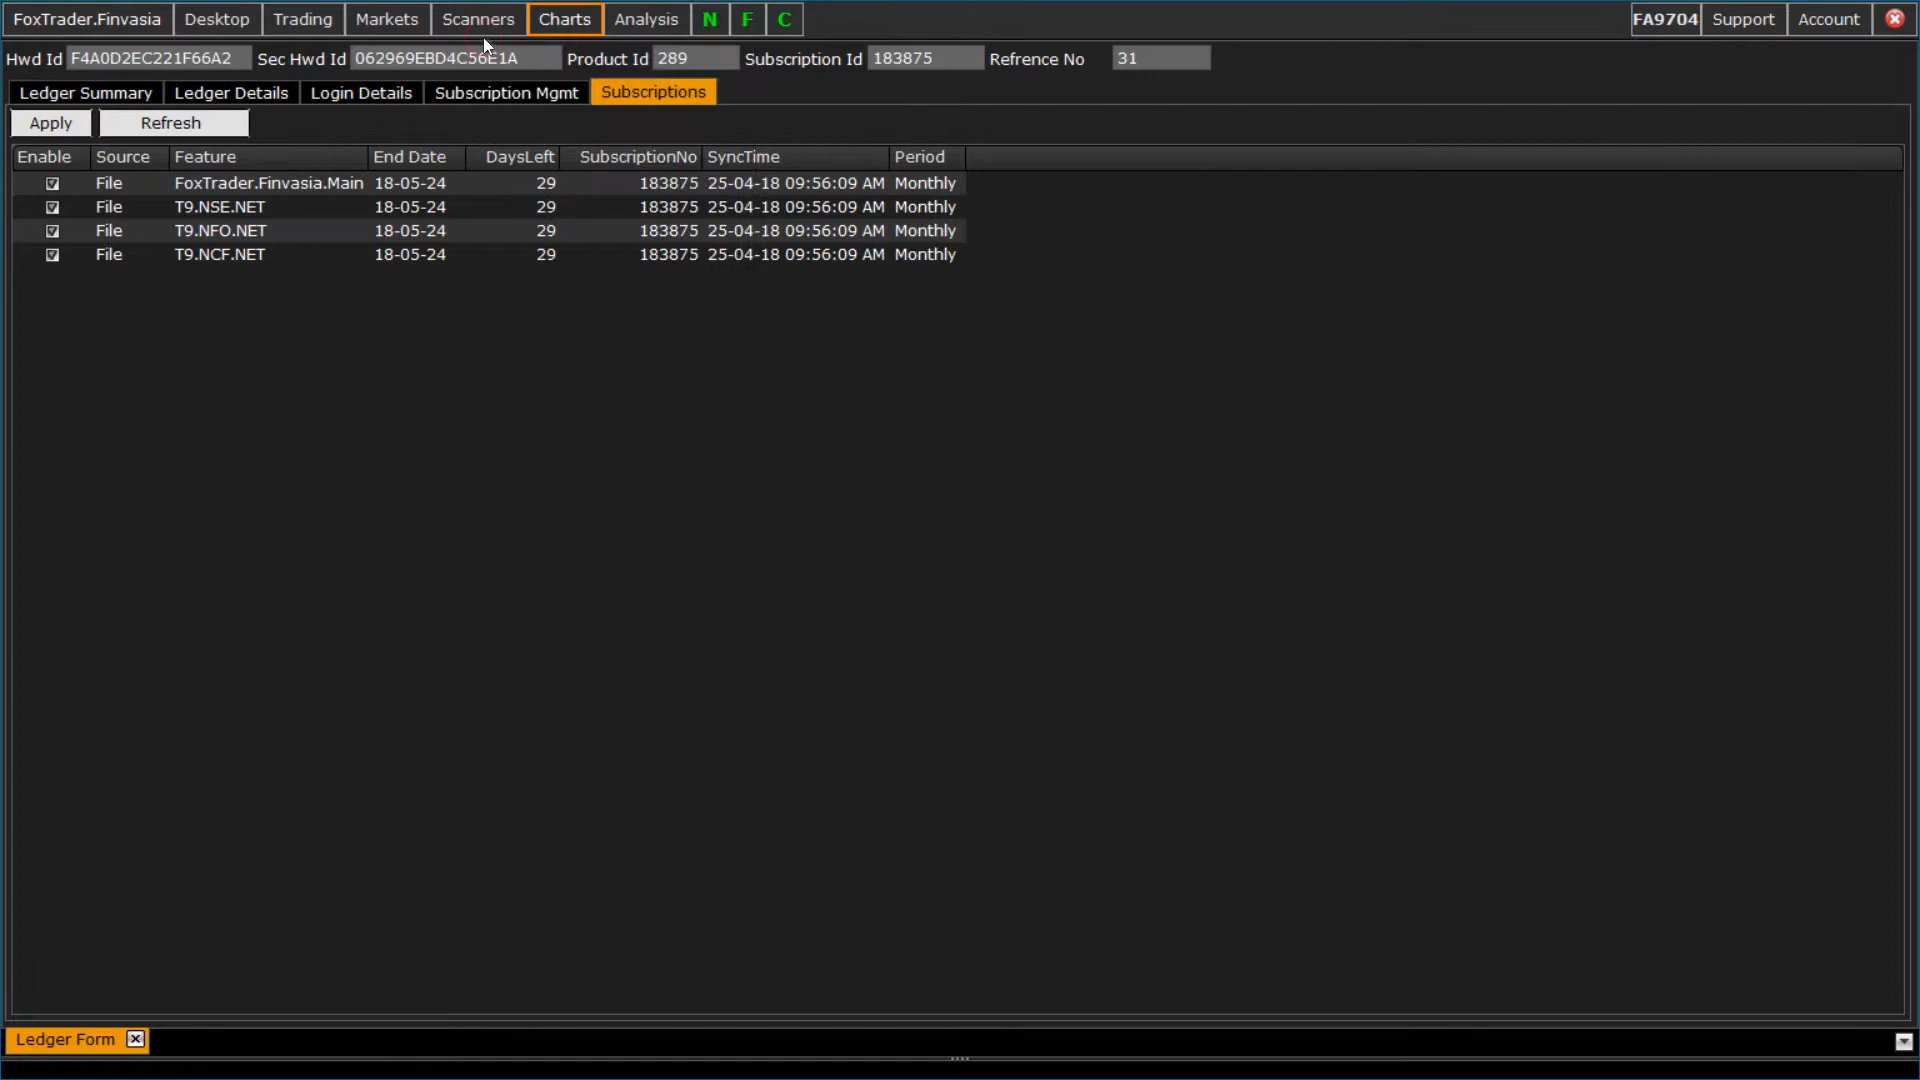 FoxTrader.Finvasia Desktop Trading Markets Scanners Charts Analysis N F C FA9704 Support Account
Hwd Id F4A0D2EC221F66A2 Sec Hwd Id 062969EBD4C56E1A Product Id 289 Subscription Id 183875 Refrence No 31
Ledger Summary Ledger Details Login Details Subscription Mgmt Subscriptions
Apply Refresh
Enable Source Feature End Date DaysLeft SubscriptionNo SyncTime Period
File FoxTrader.Finvasia.Main 18-05-24 29 183875 25-04-18 09:56:09 AM Monthly
File T9.NSE.NET 18-05-24 29 183875 25-04-18 09:56:09 AM Monthly
File T9.NFO.NET 18-05-24 29 183875 25-04-18 09:56:09 AM Monthly
File T9.NCF.NET 18-05-24 29 183875 25-04-18 09:56:09 AM Monthly
Ledger Form